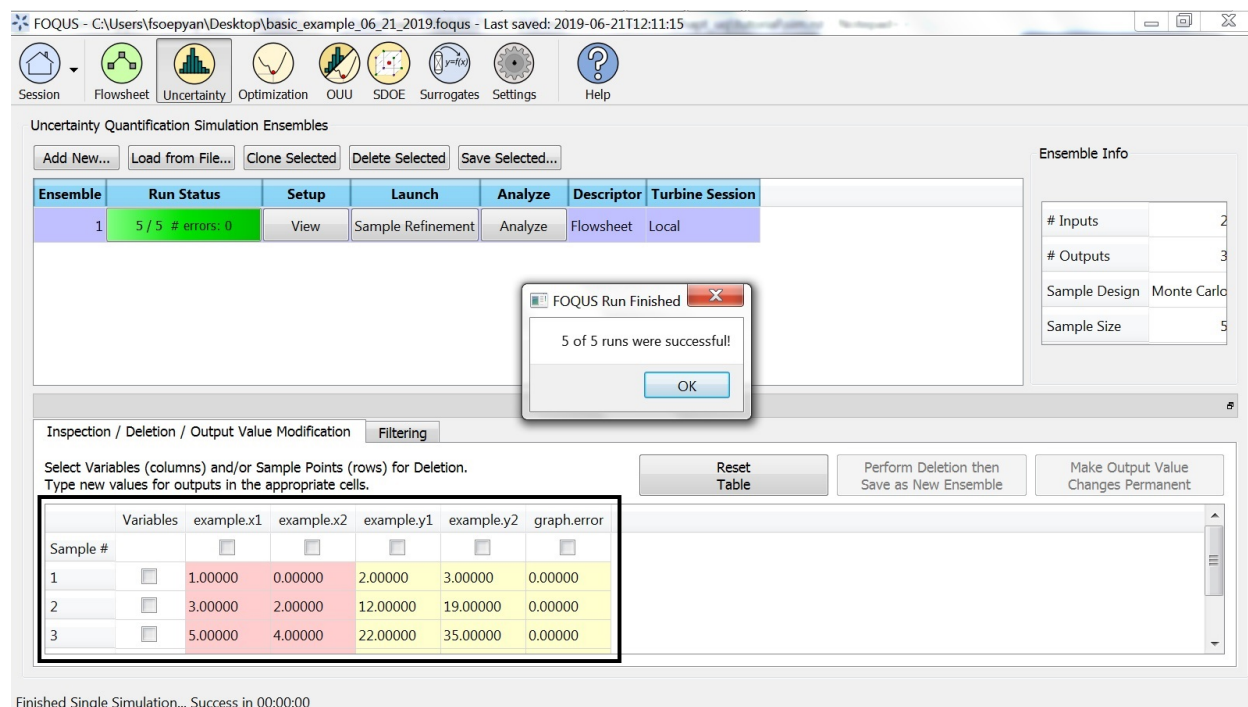 FOQUS - C:\Users\fsoepyan\Desktop\basic_example_06_21_2019.foqus - Last saved: 2019-06-21T12:11:15
Session Flowsheet Uncertainty Optimization OUU SDOE Surrogates Settings Help
y=f(x)
Uncertainty Quantification Simulation Ensembles
Add New... Load from File... Clone Selected Delete Selected Save Selected...
Ensemble Run Status Setup Launch Analyze Descriptor Turbine Session
1 5 / 5 # errors: 0 View Sample Refinement Analyze Flowsheet Local
Ensemble Info
# Inputs 2
# Outputs 3
Sample Design Monte Carlo
Sample Size 5
FOQUS Run Finished
5 of 5 runs were successful!
OK
Inspection / Deletion / Output Value Modification Filtering
Select Variables (columns) and/or Sample Points (rows) for Deletion.
Type new values for outputs in the appropriate cells.
Reset
Table
Perform Deletion then
Save as New Ensemble
Make Output Value
Changes Permanent
Variables example.x1 example.x2 example.y1 example.y2 graph.error
Sample #
1 1.00000 0.00000 2.00000 3.00000 0.00000
2 3.00000 2.00000 12.00000 19.00000 0.00000
3 5.00000 4.00000 22.00000 35.00000 0.00000
Finished Single Simulation... Success in 00:00:00